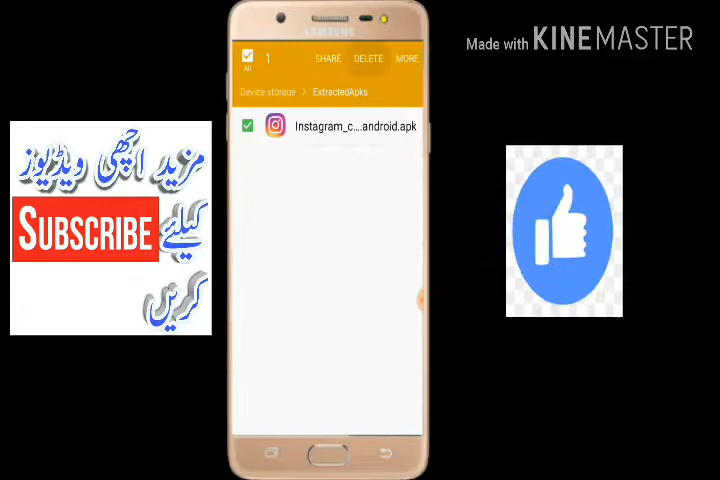 Made with KINEMASTER
SAMSUNG
All
1
SHARE
DELETE
MORE
Device storage > ExtractedApks
Instagram_c....android.apk
مزید اچھی ویڈیوز
SUBSCRIBE کیلئے
کریں